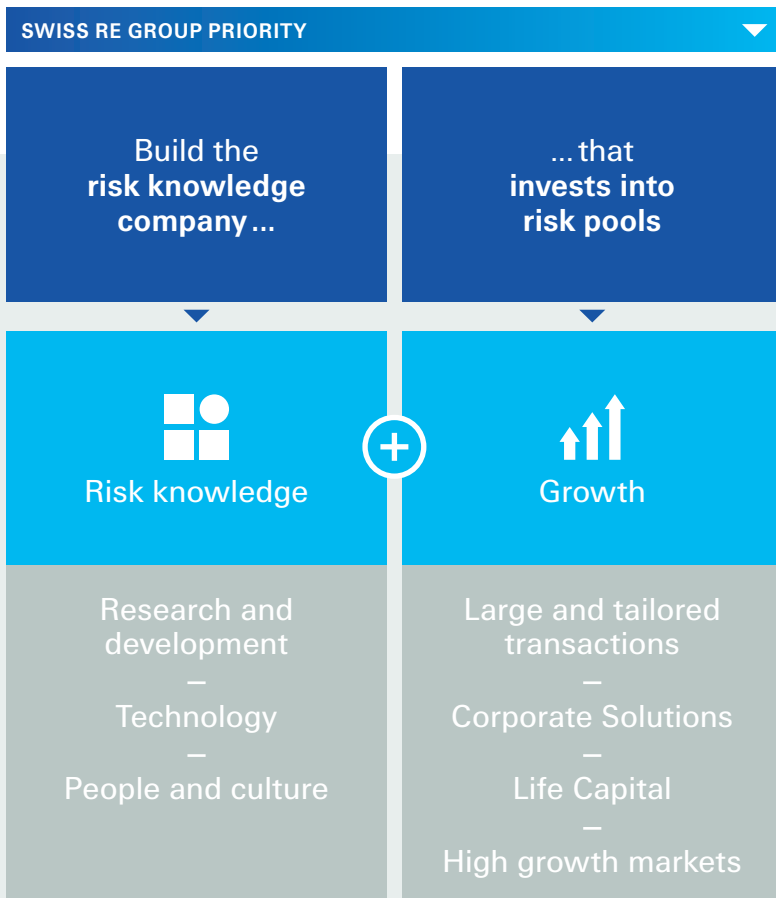 SWISS RE GROUP PRIORITY
Build the
risk knowledge
company ...
... that
invests into
risk pools
Risk knowledge
Growth
Research and
development
–
Technology
–
People and culture
Large and tailored
transactions
–
Corporate Solutions
–
Life Capital
–
High growth markets